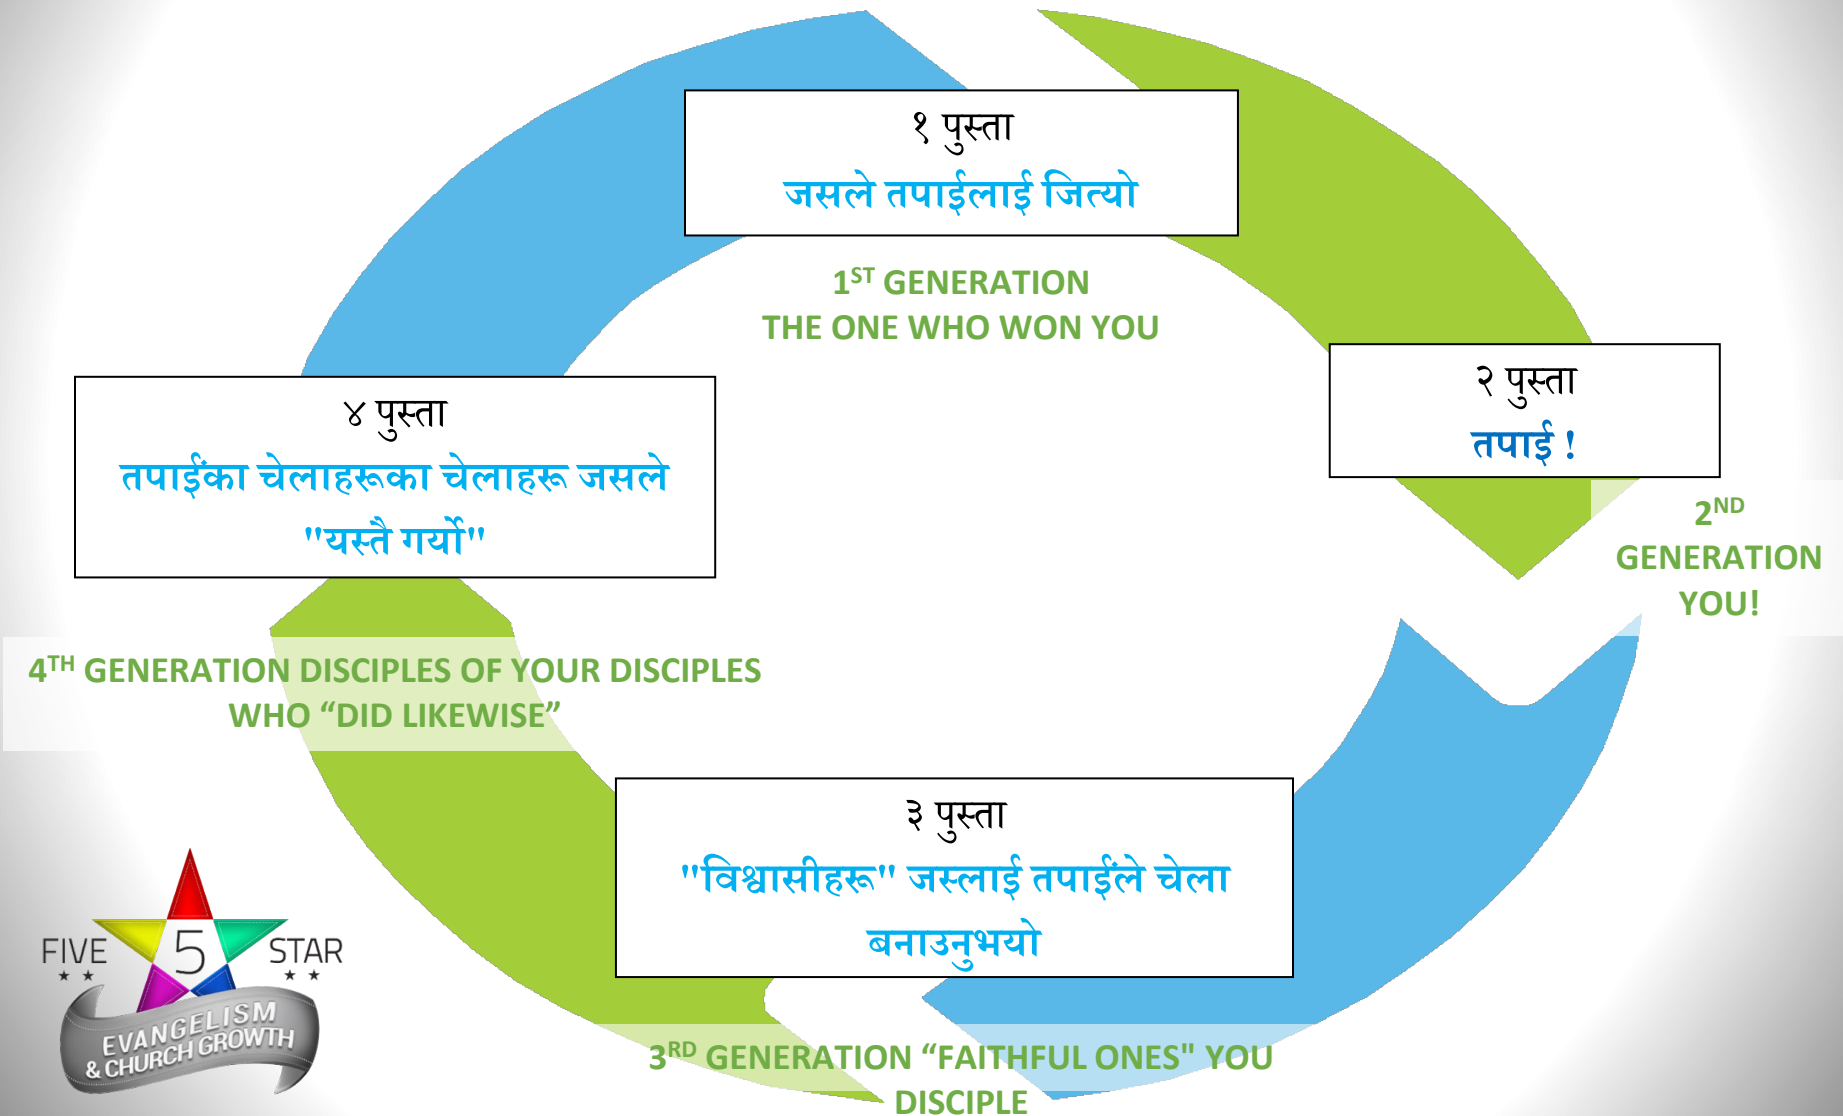 १ पुस्ता
जसले तपाईलाई जित्यो
1ST GENERATION
THE ONE WHO WON YOU
२ पुस्ता
तपाई !
2ND
GENERATION
YOU!
४ पुस्ता
तपाईंका चेलाहरूका चेलाहरू जसले
"यस्तै गर्यो"
4TH GENERATION DISCIPLES OF YOUR DISCIPLES
WHO “DID LIKEWISE”
३ पुस्ता
"विश्वासीहरू" जस्लाई तपाईंले चेला
बनाउनुभयो
3RD GENERATION “FAITHFUL ONES" YOU
DISCIPLE
FIVE 5 STAR
EVANGELISM
& CHURCH GROWTH